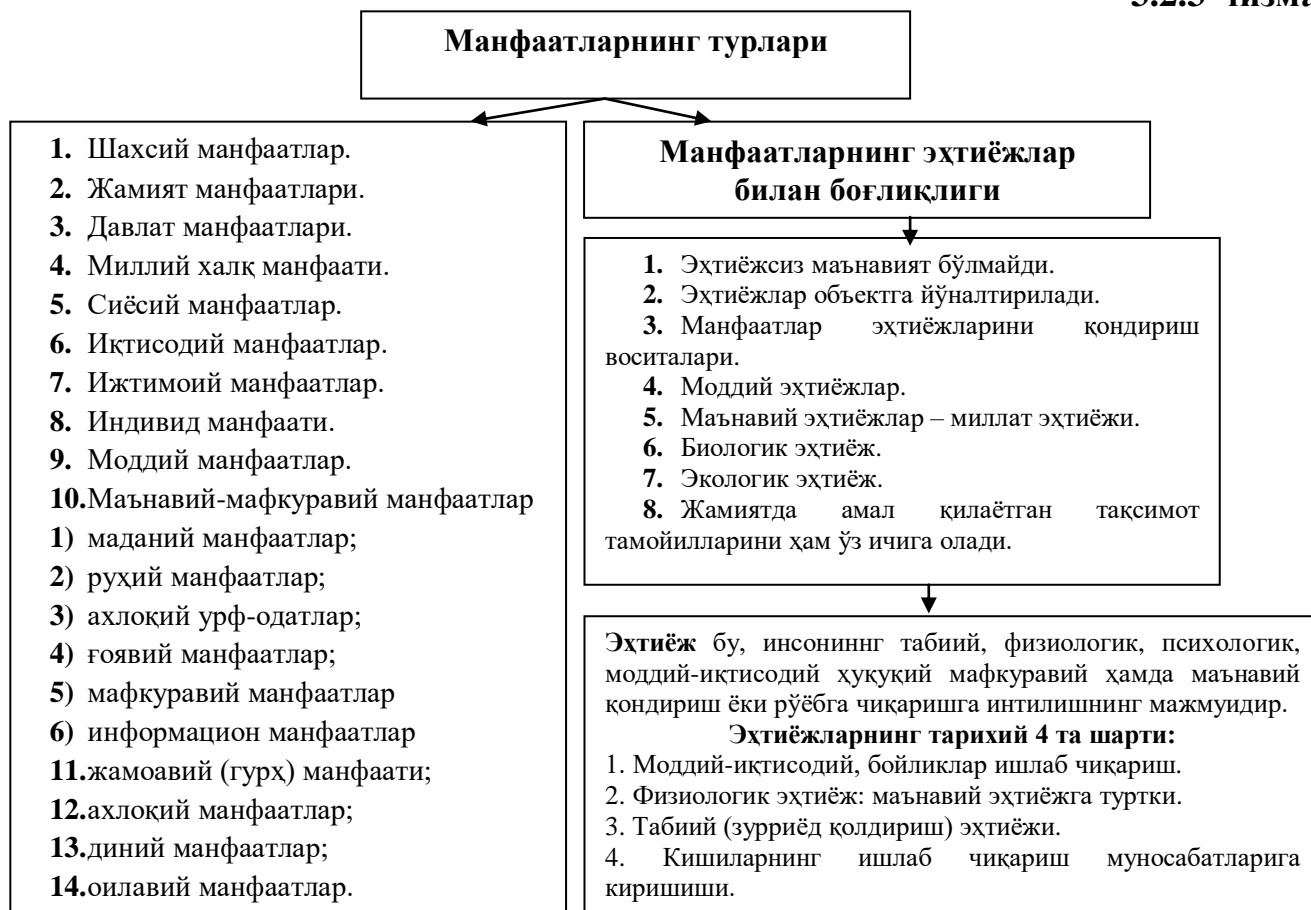 Манфаатларнинг турлари
1. Шахсий манфаатлар.
2. Жамият манфаатлари.
3. Давлат манфаатлари.
4. Миллий халқ манфаати.
5. Сиёсий манфаатлар.
6. Иқтисодий манфаатлар.
7. Ижтимоий манфаатлар.
8. Индивид манфаати.
9. Моддий манфаатлар.
10.Маънавий-мафкуравий манфаатлар
1) маданий манфаатлар;
2) руҳий манфаатлар;
3) ахлоқий урф-одатлар;
4) ғоявий манфаатлар;
5) мафкуравий манфаатлар
6) информацион манфаатлар
11.жамоавий (гурҳ) манфаати;
12.ахлоқий манфаатлар;
13.диний манфаатлар;
14.оилавий манфаатлар.
Манфаатларнинг эҳтиёжлар
билан боғлиқлиги
1. Эҳтиёжсиз маънавият бўлмайди.
2. Эҳтиёжлар объектга йўналтирилади.
3. Манфаатлар эҳтиёжларини қондириш
воситалари.
4. Моддий эҳтиёжлар.
5. Маънавий эҳтиёжлар – миллат эҳтиёжи.
6. Биологик эҳтиёж.
7. Экологик эҳтиёж.
8. Жамиятда амал қилаётган тақсимот
тамойилларини ҳам ўз ичига олади.
Эҳтиёж бу, инсониннг табиий, физиологик, психологик,
моддий-иқтисодий ҳуқуқий мафкуравий ҳамда маънавий
қондириш ёки рўёбга чиқаришга интилишнинг мажмуидир.
Эҳтиёжларнинг тарихий 4 та шарти:
1. Моддий-иқтисодий, бойликлар ишлаб чиқариш.
2. Физиологик эҳтиёж: маънавий эҳтиёжга туртки.
3. Табиий (зурриёд қолдириш) эҳтиёжи.
4. Кишиларнинг ишлаб чиқариш муносабатларига
киришиши.